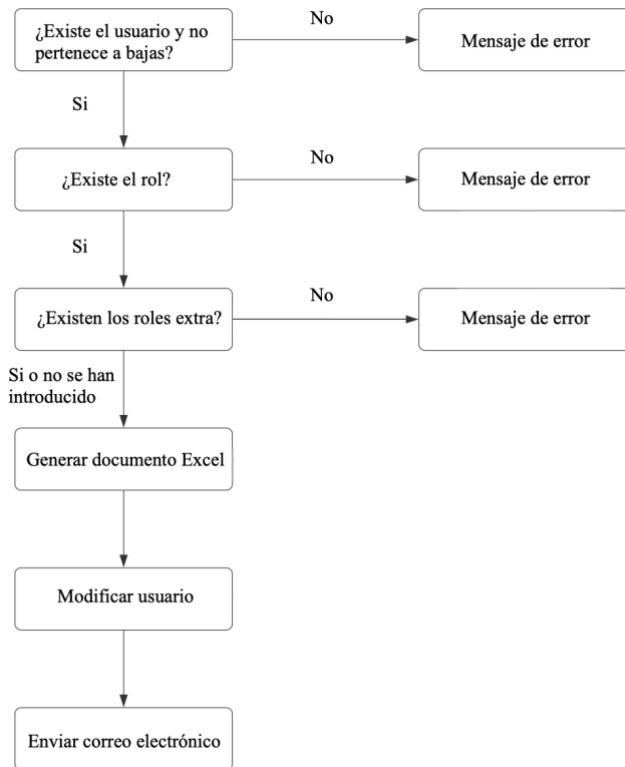 No
¿Existe el usuario y no
pertenece a bajas?
Mensaje de error
Si
No
¿Existe el rol?
Mensaje de error
Si
No
¿Existen los roles extra?
Mensaje de error
Si o no se han
introducido
Generar documento Excel
Modificar usuario
Enviar correo electrónico